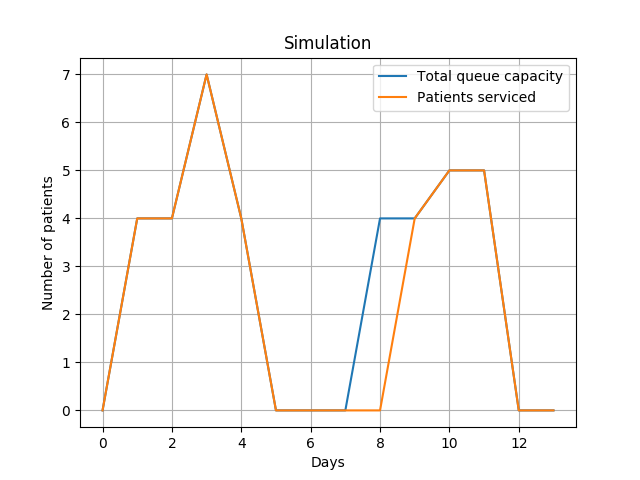 Simulation
Total queue capacity
Patients serviced
7
6
5
4
3
2
1
0
Number of patients
0 2 4 6 8 10 12
Days